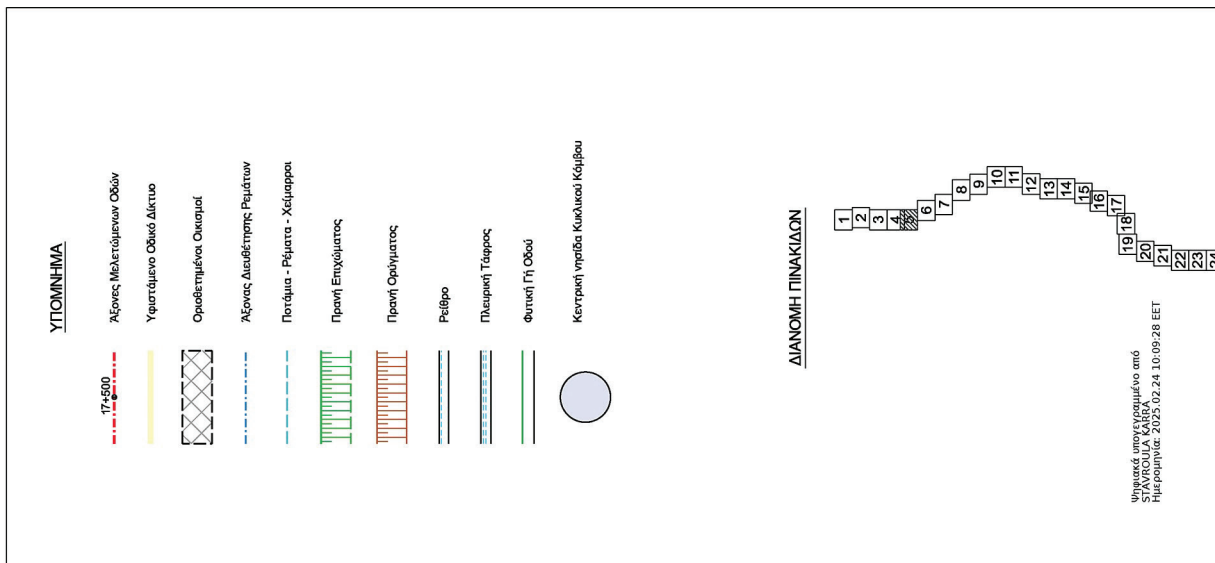 ΥΠΟΜΝΗΜΑ
17+500
Άξονες Μελετώμενων Οδών
Υφιστάμενο Οδικό Δίκτυο
Οριοθετημένοι Οικισμοί
Άξονας Διευθέτησης Ρεμάτων
Ποτάμια - Ρέματα - Χείμαρροι
Πρανή Επιχώματος
Πρανή Ορύγματος
Ρείθρο
Πλευρική Τάφρος
Φυτική Γή Οδού
Κεντρική νησίδα Κυκλικού Κόμβου
ΔΙΑΝΟΜΗ ΠΙΝΑΚΙΔΩΝ
1
2
3
4
5
6
7
8
9
10
11
12
13
14
15
16
17
18
19
20
21
22
23
24
Ψηφιακά υπογεγραμμένο από
STAVROULA KARRA
Ημερομηνία: 2025.02.24 10:09:28 EET